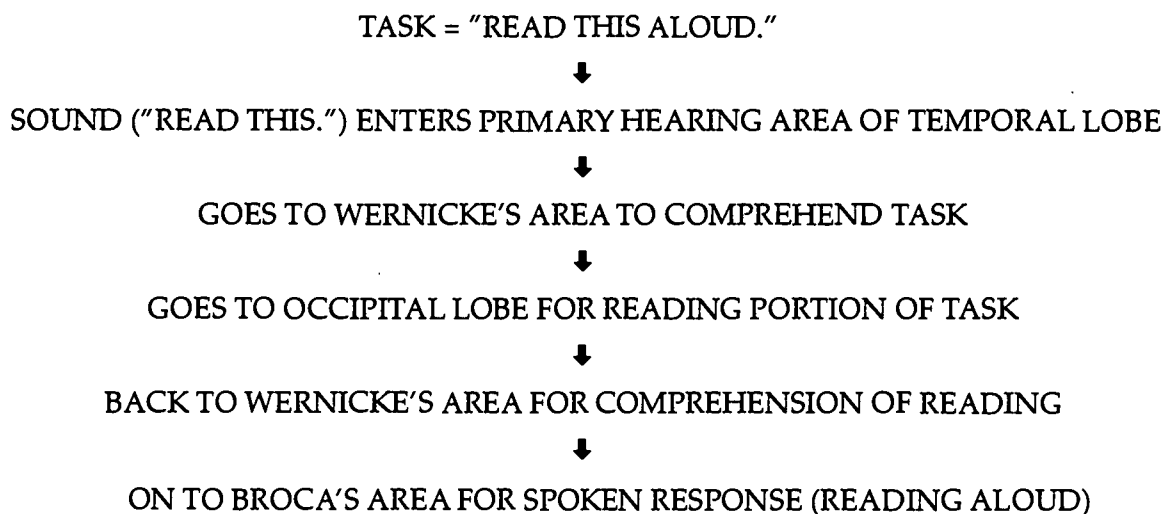 TASK = "READ THIS ALOUD."
SOUND ("READ THIS.") ENTERS PRIMARY HEARING AREA OF TEMPORAL LOBE
GOES TO WERNICKE'S AREA TO COMPREHEND TASK
GOES TO OCCIPITAL LOBE FOR READING PORTION OF TASK
BACK TO WERNICKE'S AREA FOR COMPREHENSION OF READING
ON TO BROCA'S AREA FOR SPOKEN RESPONSE (READING ALOUD)